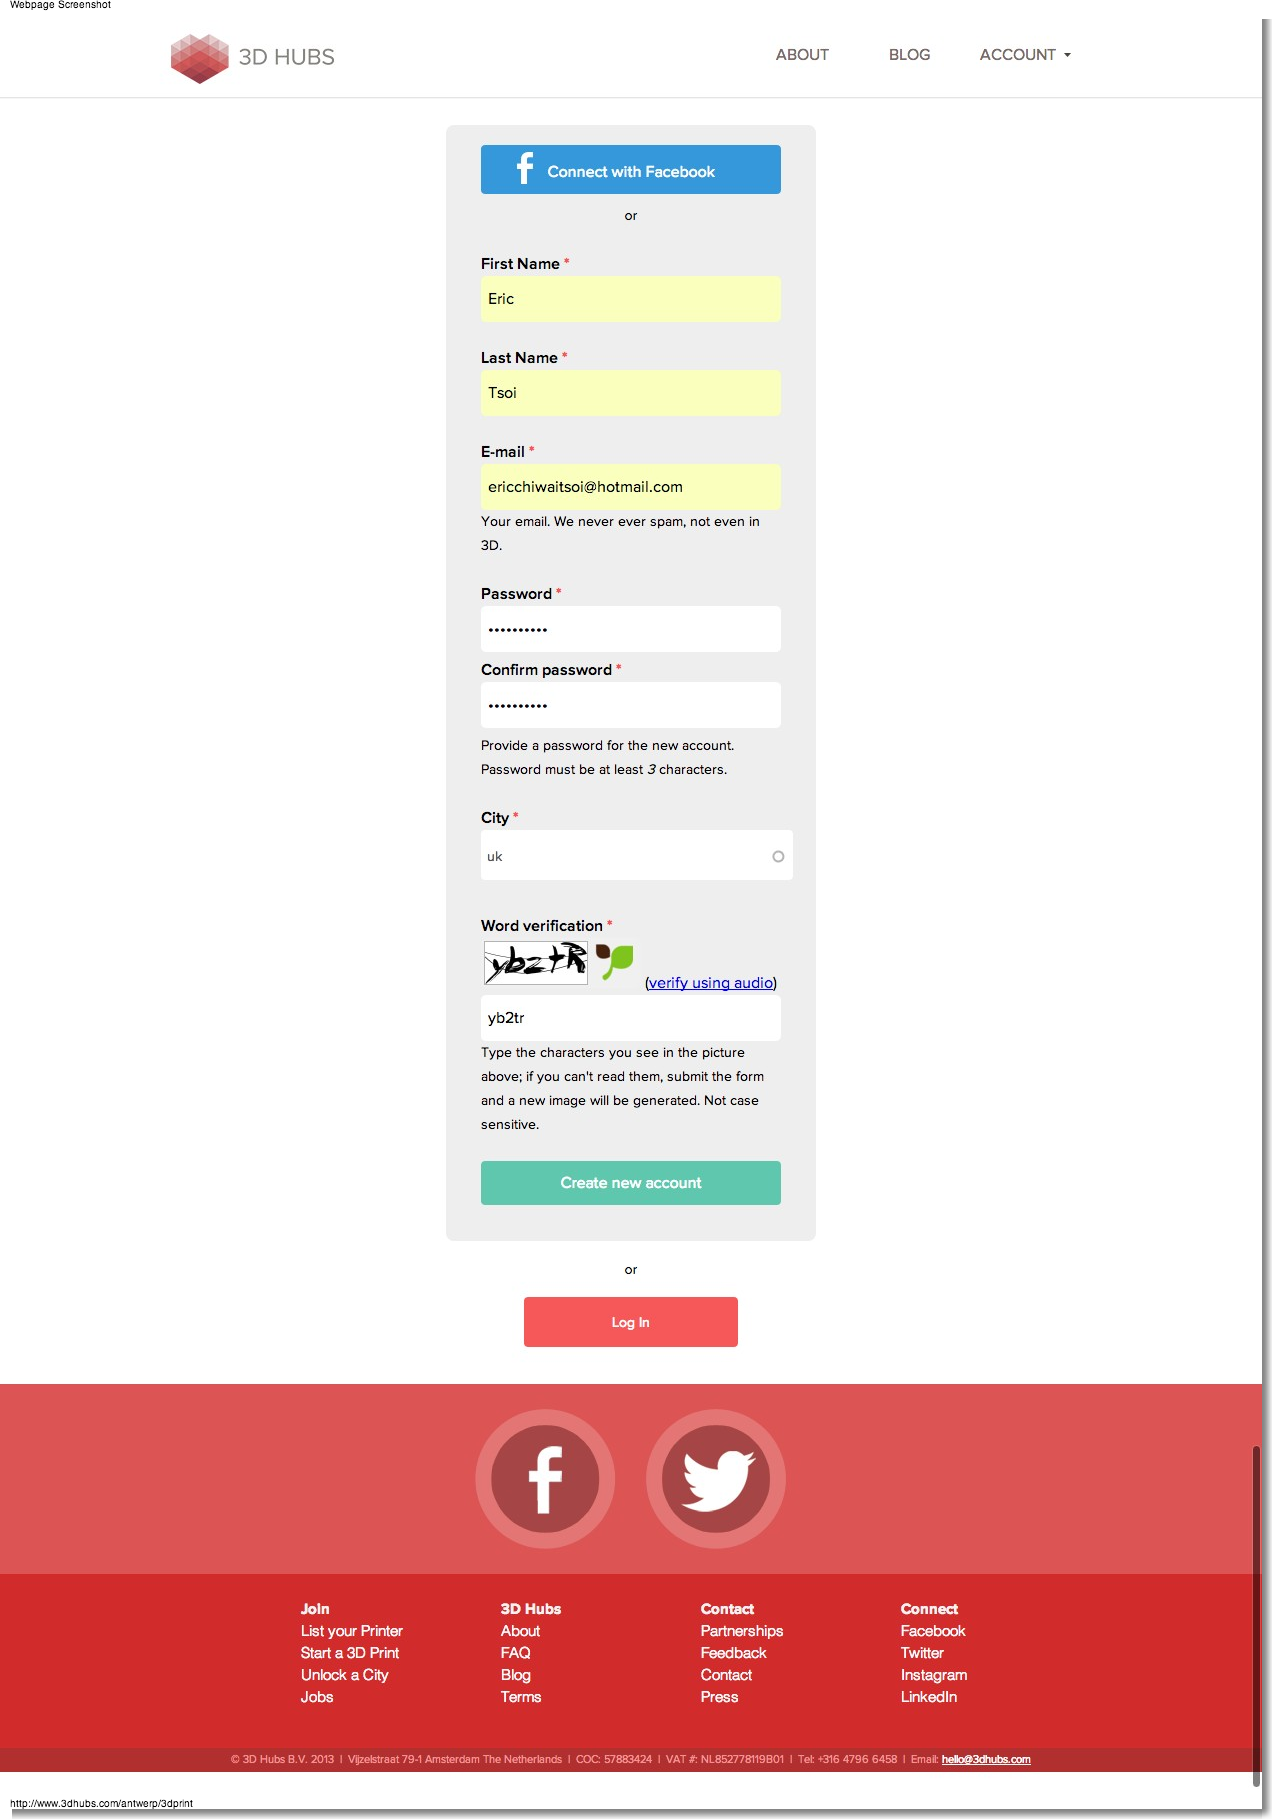 Webpage Screenshot
3D HUBS
ABOUT BLOG ACCOUNT
Connect with Facebook
or
First Name *
Eric
Last Name *
Tsoi
E-mail *
ericchiwaitsoi@hotmail.com
Your email. We never ever spam, not even in
3D.
Password *
••••••••••
Confirm password *
••••••••••
Provide a password for the new account.
Password must be at least 3 characters.
City *
uk
Word verification *
(verify using audio)
yb2tr
Type the characters you see in the picture
above; if you can't read them, submit the form
and a new image will be generated. Not case
sensitive.
Create new account
or
Log In
Join
List your Printer
Start a 3D Print
Unlock a City
Jobs
3D Hubs
About
FAQ
Blog
Terms
Contact
Partnerships
Feedback
Contact
Press
Connect
Facebook
Twitter
Instagram
LinkedIn
© 3D Hubs B.V. 2013 | Vijzelstraat 79-1 Amsterdam The Netherlands | COC: 57883424 | VAT #: NL852778119B01 | Tel: +316 4796 6458 | Email: hello@3dhubs.com
http://www.3dhubs.com/antwerp/3dprint